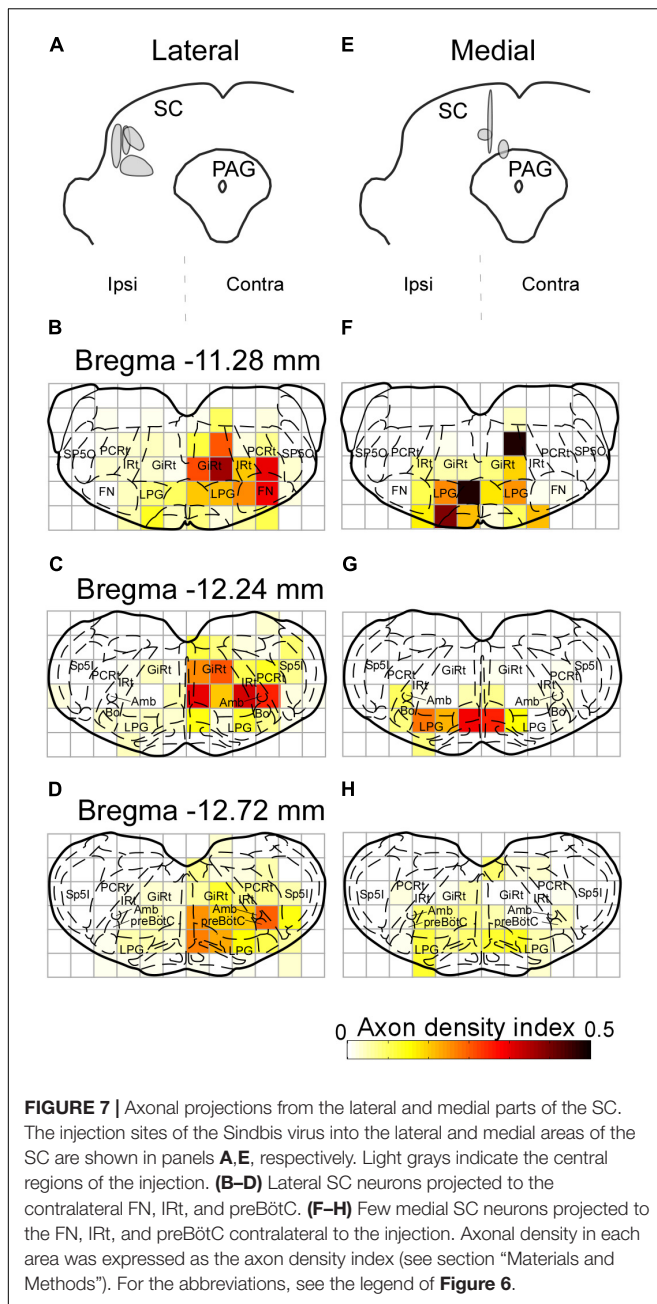 A Lateral
E Medial
SC
SC
PAG
PAG
Ipsi Contra
Ipsi Contra
B
F
Bregma -11.28 mm
SP5O PCRt IRt GiRt GiRt IRt PCRt SP5O
FN LPG LPG FN
SP5O PCRt IRt GiRt GiRt IRt PCRt SP5O
FN LPG LPG FN
C
G
Bregma -12.24 mm
Sp5I PCRt IRt GiRt GiRt IRt PCRt Sp5I
Amb Amb
Bo Bo
LPG LPG
Sp5I PCRt IRt GiRt GiRt IRt PCRt Sp5I
Amb Amb
Bo Bo
LPG LPG
D
H
Bregma -12.72 mm
Sp5I PCRt IRt GiRt GiRt IRt PCRt Sp5I
Amb Amb
preBötC preBötC
LPG LPG
Sp5I PCRt IRt GiRt GiRt IRt PCRt Sp5I
Amb Amb
preBötC preBötC
LPG LPG
0 Axon density index 0.5
FIGURE 7 | Axonal projections from the lateral and medial parts of the SC.
The injection sites of the Sindbis virus into the lateral and medial areas of the
SC are shown in panels A,E, respectively. Light grays indicate the central
regions of the injection. (B–D) Lateral SC neurons projected to the
contralateral FN, IRt, and preBötC. (F–H) Few medial SC neurons projected to
the FN, IRt, and preBötC contralateral to the injection. Axonal density in each
area was expressed as the axon density index (see section “Materials and
Methods”). For the abbreviations, see the legend of Figure 6.